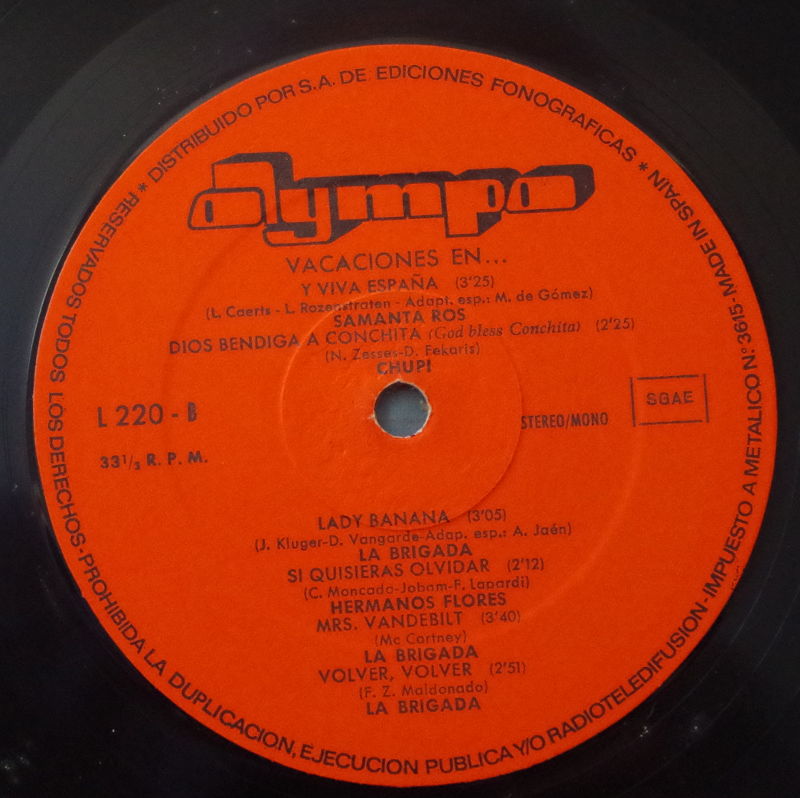 RESERVADOS TODOS LOS DERECHOS-PROHIBIDA LA DUPLICACION, EJECUCION PUBLICA Y/O RADIOTELEDIFUSION-IMPUESTO A METALICO N.º 3615-MADE IN SPAIN * DISTRIBUIDO POR S.A. DE EDICIONES FONOGRAFICAS *
Olympo
VACACIONES EN...
Y VIVA ESPAÑA (3'25)
(L. Caerts - L. Rozenstraten - Adapt. esp.: M. de Gómez)
SAMANTA ROS
DIOS BENDIGA A CONCHITA (God bless Conchita) (2'25)
(N. Zesses-D. Fekaris)
CHUPI
L 220 - B
STEREO/MONO
SGAE
33 1/3 R. P. M.
LADY BANANA (3'05)
(J. Kluger-D. Vangarde-Adap. esp.: A. Jaén)
LA BRIGADA
SI QUISIERAS OLVIDAR (2'12)
(C. Moncada-Jobam-F. Lapardi)
HERMANOS FLORES
MRS. VANDEBILT (3'40)
(Mc Cartney)
LA BRIGADA
VOLVER, VOLVER (2'51)
(F. Z. Maldonado)
LA BRIGADA